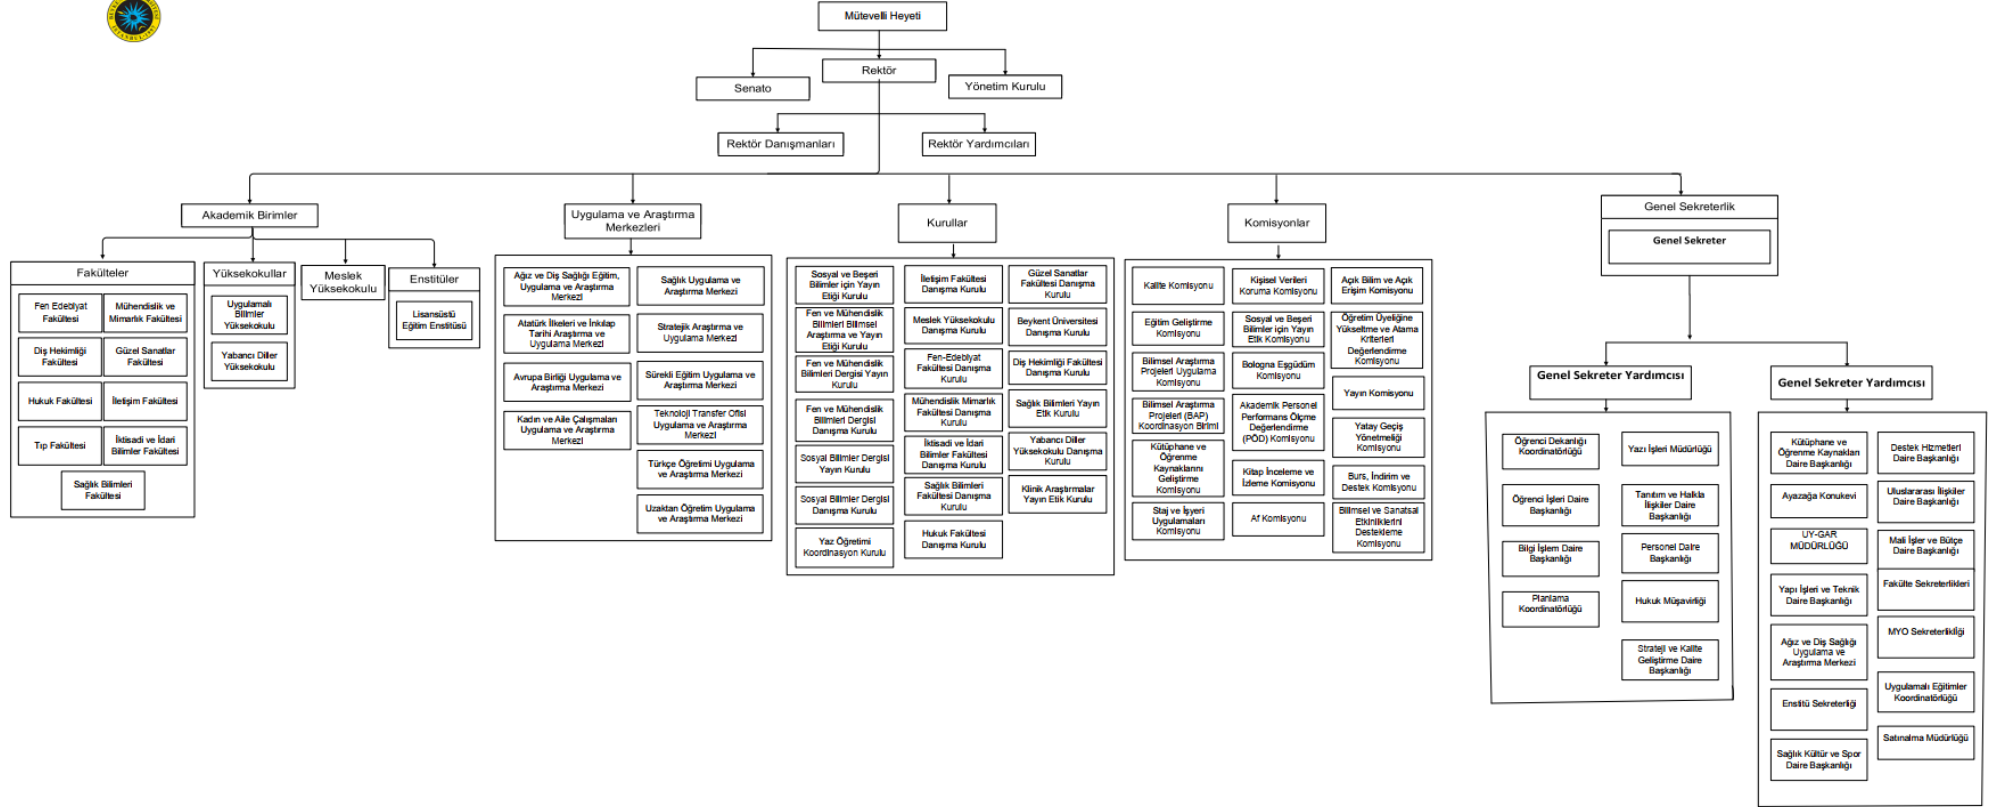 Mütevelli Heyeti
Rektör
Senato
Yönetim Kurulu
Rektör Danışmanları
Rektör Yardımcıları
Akademik Birimler
Fakülteler
Fen Edebiyat
Fakültesi
Mühendislik ve
Mimarlık Fakültesi
Diş Hekimliği
Fakültesi
Güzel Sanatlar
Fakültesi
Hukuk Fakültesi
İletişim Fakültesi
Tıp Fakültesi
İktisadi ve İdari
Bilimler Fakültesi
Sağlık Bilimleri
Fakültesi
Yüksekokullar
Uygulamalı
Bilimler
Yüksekokulu
Yabancı Diller
Yüksekokulu
Meslek
Yüksekokulu
Enstitüler
Lisansüstü
Eğitim Enstitüsü
Uygulama ve Araştırma
Merkezleri
Ağız ve Diş Sağlığı Eğitim,
Uygulama ve Araştırma
Merkezi
Atatürk İlkeleri ve İnkılap
Tarihi Araştırma ve
Uygulama Merkezi
Avrupa Birliği Uygulama ve
Araştırma Merkezi
Kadın ve Aile Çalışmaları
Uygulama ve Araştırma
Merkezi
Sağlık Uygulama ve
Araştırma Merkezi
Stratejik Araştırma ve
Uygulama Merkezi
Sürekli Eğitim Uygulama ve
Araştırma Merkezi
Teknoloji Transfer Ofisi
Uygulama ve Araştırma
Merkezi
Türkçe Öğretimi Uygulama
ve Araştırma Merkezi
Uzaktan Öğretim Uygulama
ve Araştırma Merkezi
Kurullar
Sosyal ve Beşeri
Bilimler için Yayın
Etiği Kurulu
Fen ve Mühendislik
Bilimleri Bilimsel
Araştırma ve Yayın
Etiği Kurulu
Fen ve Mühendislik
Bilimleri Dergisi Yayın
Kurulu
Fen ve Mühendislik
Bilimleri Dergisi
Danışma Kurulu
Sosyal Bilimler Dergisi
Yayın Kurulu
Sosyal Bilimler Dergisi
Danışma Kurulu
Yaz Öğretimi
Koordinasyon Kurulu
İletişim Fakültesi
Danışma Kurulu
Meslek Yüksekokulu
Danışma Kurulu
Fen-Edebiyat
Fakültesi Danışma
Kurulu
Mühendislik Mimarlık
Fakültesi Danışma
Kurulu
İktisadi ve İdari
Bilimler Fakültesi
Danışma Kurulu
Sağlık Bilimleri
Fakültesi Danışma
Kurulu
Hukuk Fakültesi
Danışma Kurulu
Güzel Sanatlar
Fakültesi Danışma
Kurulu
Beykent Üniversitesi
Danışma Kurulu
Diş Hekimliği Fakültesi
Danışma Kurulu
Sağlık Bilimleri Yayın
Etik Kurulu
Yabancı Diller
Yüksekokulu Danışma
Kurulu
Klinik Araştırmalar
Yayın Etik Kurulu
Komisyonlar
Kalite Komisyonu
Eğitim Geliştirme
Komisyonu
Bilimsel Araştırma
Projeleri Uygulama
Komisyonu
Bilimsel Araştırma
Projeleri (BAP)
Koordinasyon Birimi
Kütüphane ve
Öğrenme
Kaynaklarını
Geliştirme
Komisyonu
Staj ve İşyeri
Uygulamaları
Komisyonu
Kişisel Verileri
Koruma Komisyonu
Sosyal ve Beşeri
Bilimler için Yayın
Etik Komisyonu
Bologna Eşgüdüm
Komisyonu
Akademik Personel
Performans Ölçme
Değerlendirme
(PÖD) Komisyonu
Kitap İnceleme ve
İzleme Komisyonu
Af Komisyonu
Açık Bilim ve Açık
Erişim Komisyonu
Öğretim Üyeliğine
Yükseltme ve Atama
Kriterleri
Değerlendirme
Komisyonu
Yayın Komisyonu
Yatay Geçiş
Yönetmeliği
Komisyonu
Burs, İndirim ve
Destek Komisyonu
Bilimsel ve Sanatsal
Etkinliklerini
Destekleme
Komisyonu
Genel Sekreterlik
Genel Sekreter
Genel Sekreter Yardımcısı
Öğrenci Dekanlığı
Koordinatörlüğü
Öğrenci İşleri Daire
Başkanlığı
Bilgi İşlem Daire
Başkanlığı
Planlama
Koordinatörlüğü
Yazı İşleri Müdürlüğü
Tanıtım ve Halkla
İlişkiler Daire
Başkanlığı
Personel Daire
Başkanlığı
Hukuk Müşavirliği
Strateji ve Kalite
Geliştirme Daire
Başkanlığı
Genel Sekreter Yardımcısı
Kütüphane ve
Öğrenme Kaynakları
Daire Başkanlığı
Ayazağa Konukevi
UY-GAR
MÜDÜRLÜĞÜ
Yapı İşleri ve Teknik
Daire Başkanlığı
Ağız ve Diş Sağlığı
Uygulama ve
Araştırma Merkezi
Enstitü Sekreterliği
Sağlık Kültür ve Spor
Daire Başkanlığı
Destek Hizmetleri
Daire Başkanlığı
Uluslararası İlişkiler
Daire Başkanlığı
Mali İşler ve Bütçe
Daire Başkanlığı
Fakülte Sekreterlikleri
MYO Sekreterlikliği
Uygulamalı Eğitimler
Koordinatörlüğü
Satınalma Müdürlüğü